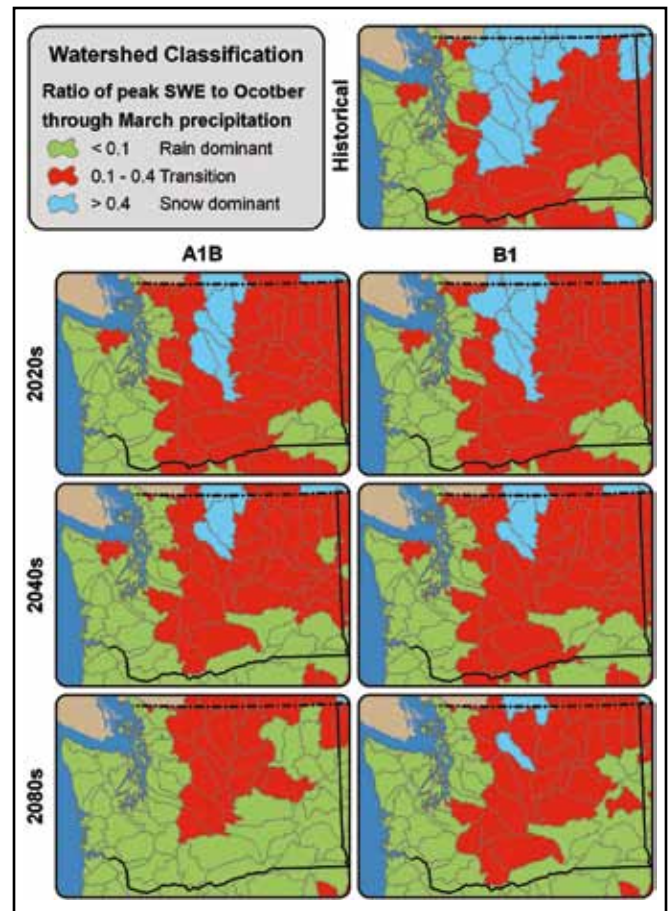 Watershed Classification
Ratio of peak SWE to Ocotber
through March precipitation
< 0.1 Rain dominant
0.1 - 0.4 Transition
> 0.4 Snow dominant
Historical
A1B
B1
2020s
2040s
2080s